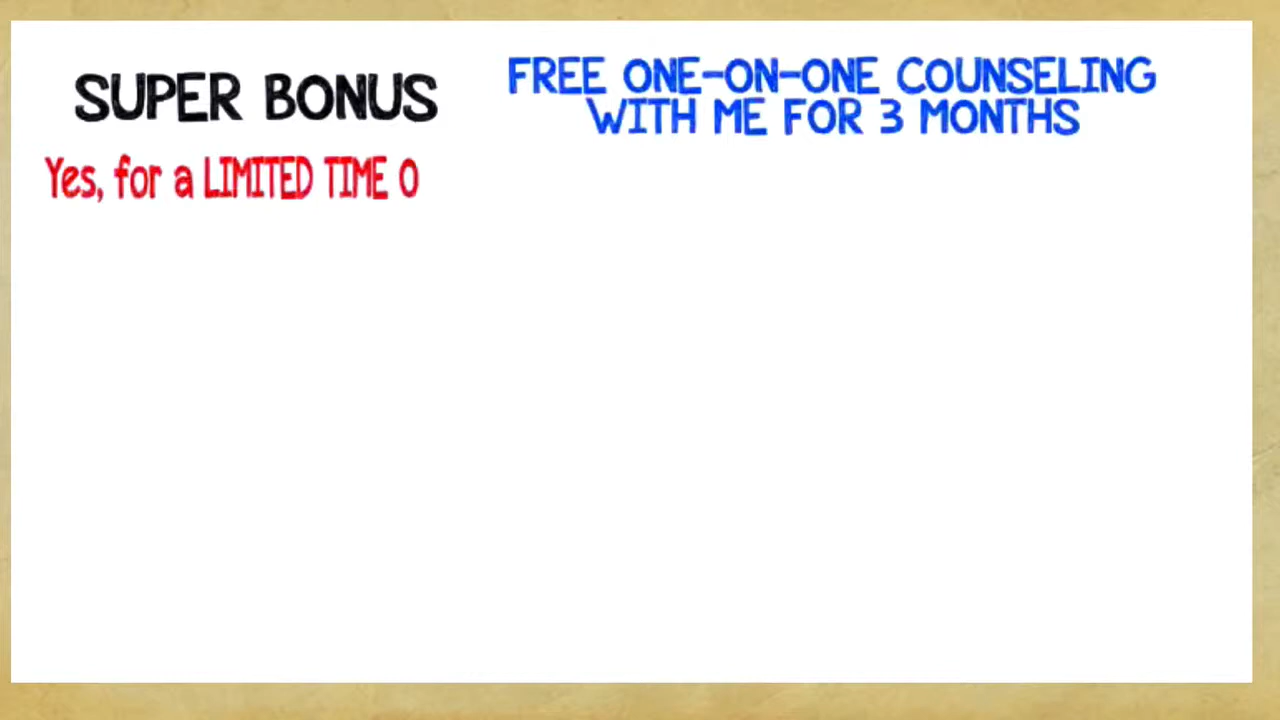 SUPER BONUS
FREE ONE-ON-ONE COUNSELING
WITH ME FOR 3 MONTHS
Yes, for a LIMITED TIME O